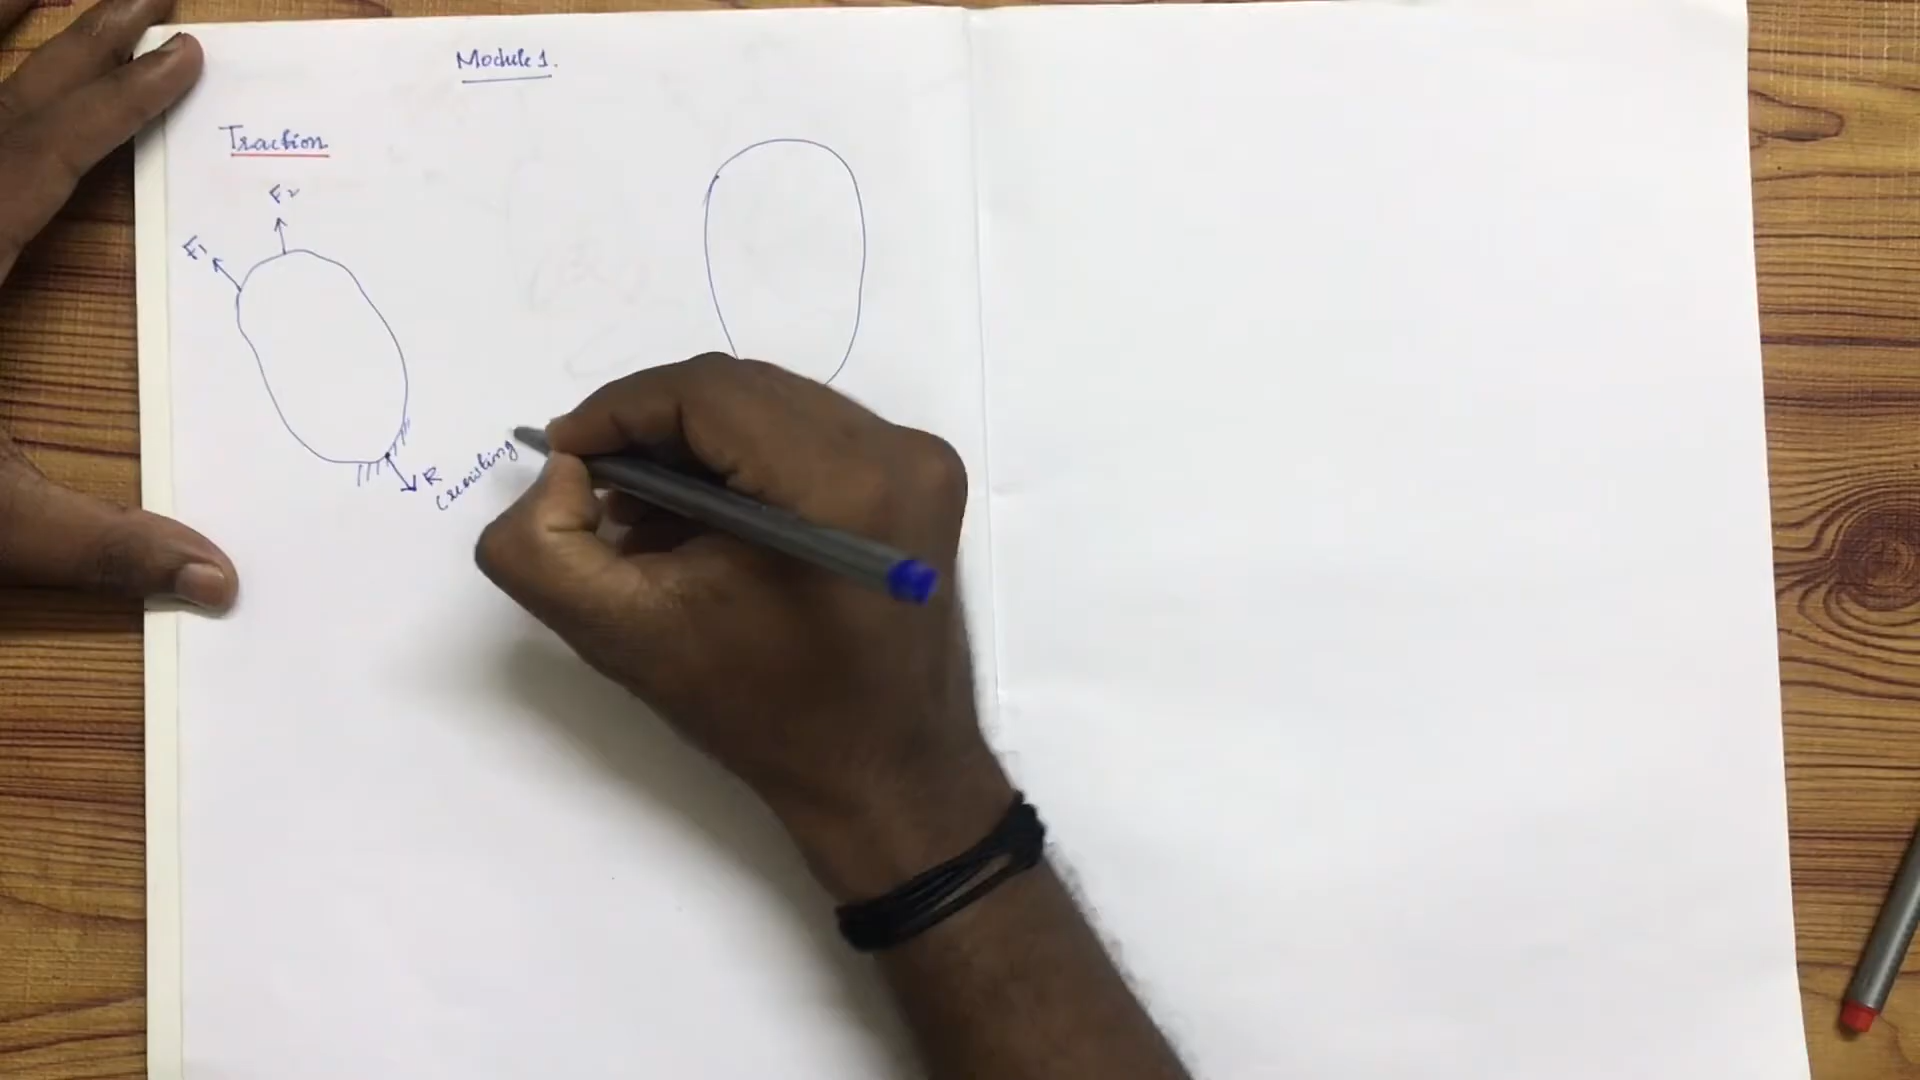 Module 1.
Traction
F2
F1
R
(resisting